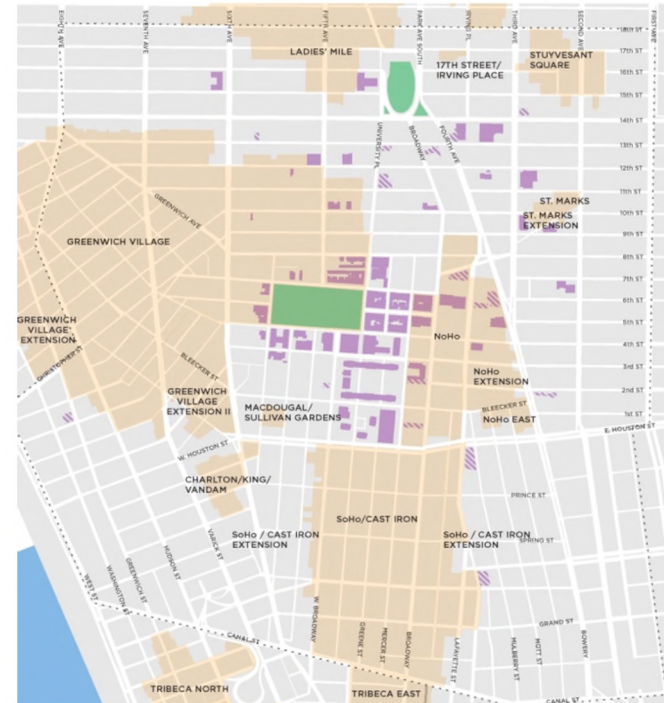 EIGHTH AVE
SEVENTH AVE
SIXTH AVE
FIFTH AVE
PARK AVE SOUTH
IRVING PL
THIRD AVE
SECOND AVE
FIRST AVE
18th ST
LADIES' MILE
17TH STREET/
IRVING PLACE
STUYVESANT
SQUARE
17th ST
16th ST
15th ST
14th ST
UNIVERSITY PL
BROADWAY
FOURTH AVE
13th ST
12th ST
11th ST
GREENWICH AVE
ST. MARKS
ST. MARKS
EXTENSION
10th ST
9th ST
GREENWICH VILLAGE
8th ST
7th ST
6th ST
GREENWICH
VILLAGE
EXTENSION
5th ST
NoHo
4th ST
CHRISTOPHER ST
BLEECKER ST
NoHo
EXTENSION
3rd ST
2nd ST
GREENWICH
VILLAGE
EXTENSION II
MACDOUGAL/
SULLIVAN GARDENS
BLEECKER ST
NoHo EAST
1st ST
E. HOUSTON ST
W. HOUSTON ST
CHARLTON/KING/
VANDAM
PRINCE ST
SoHo/CAST IRON
SoHo / CAST IRON
EXTENSION
SoHo / CAST IRON
EXTENSION
SPRING ST
VARICK ST
HUDSON ST
GREENWICH ST
WASHINGTON ST
WEST ST
W. BROADWAY
GREENE ST
MERCER ST
BROADWAY
LAFAYETTE ST
MULBERRY ST
MOTT ST
BOWERY
GRAND ST
CANAL ST
TRIBECA NORTH
TRIBECA EAST
CANAL ST